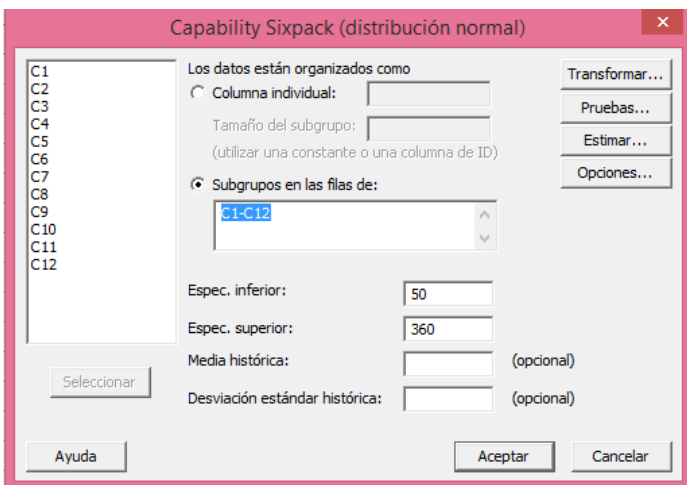 Capability Sixpack (distribución normal)
×
C1
C2
C3
C4
C5
C6
C7
C8
C9
C10
C11
C12
Los datos están organizados como
Columna individual:
Tamaño del subgrupo:
(utilizar una constante o una columna de ID)
Subgrupos en las filas de:
C1-C12
Transformar...
Pruebas...
Estimar...
Opciones...
Espec. inferior: 50
Espec. superior: 360
Media histórica: (opcional)
Desviación estándar histórica: (opcional)
Seleccionar
Ayuda
Aceptar
Cancelar